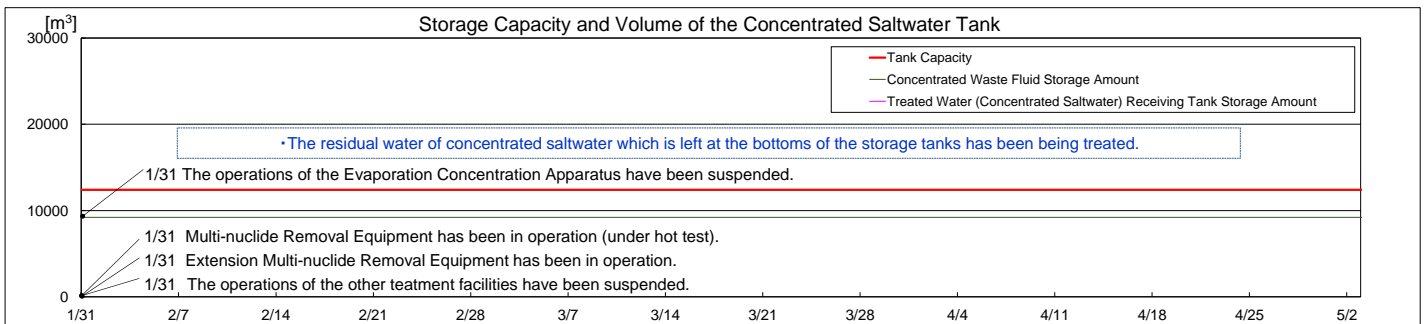 Storage Capacity and Volume of the Concentrated Saltwater Tank
[m³]
30000
Tank Capacity
Concentrated Waste Fluid Storage Amount
Treated Water (Concentrated Saltwater) Receiving Tank Storage Amount
20000
・The residual water of concentrated saltwater which is left at the bottoms of the storage tanks has been being treated.
1/31 The operations of the Evaporation Concentration Apparatus have been suspended.
10000
1/31 Multi-nuclide Removal Equipment has been in operation (under hot test).
1/31 Extension Multi-nuclide Removal Equipment has been in operation.
1/31 The operations of the other teatment facilities have been suspended.
0
1/31 2/7 2/14 2/21 2/28 3/7 3/14 3/21 3/28 4/4 4/11 4/18 4/25 5/2